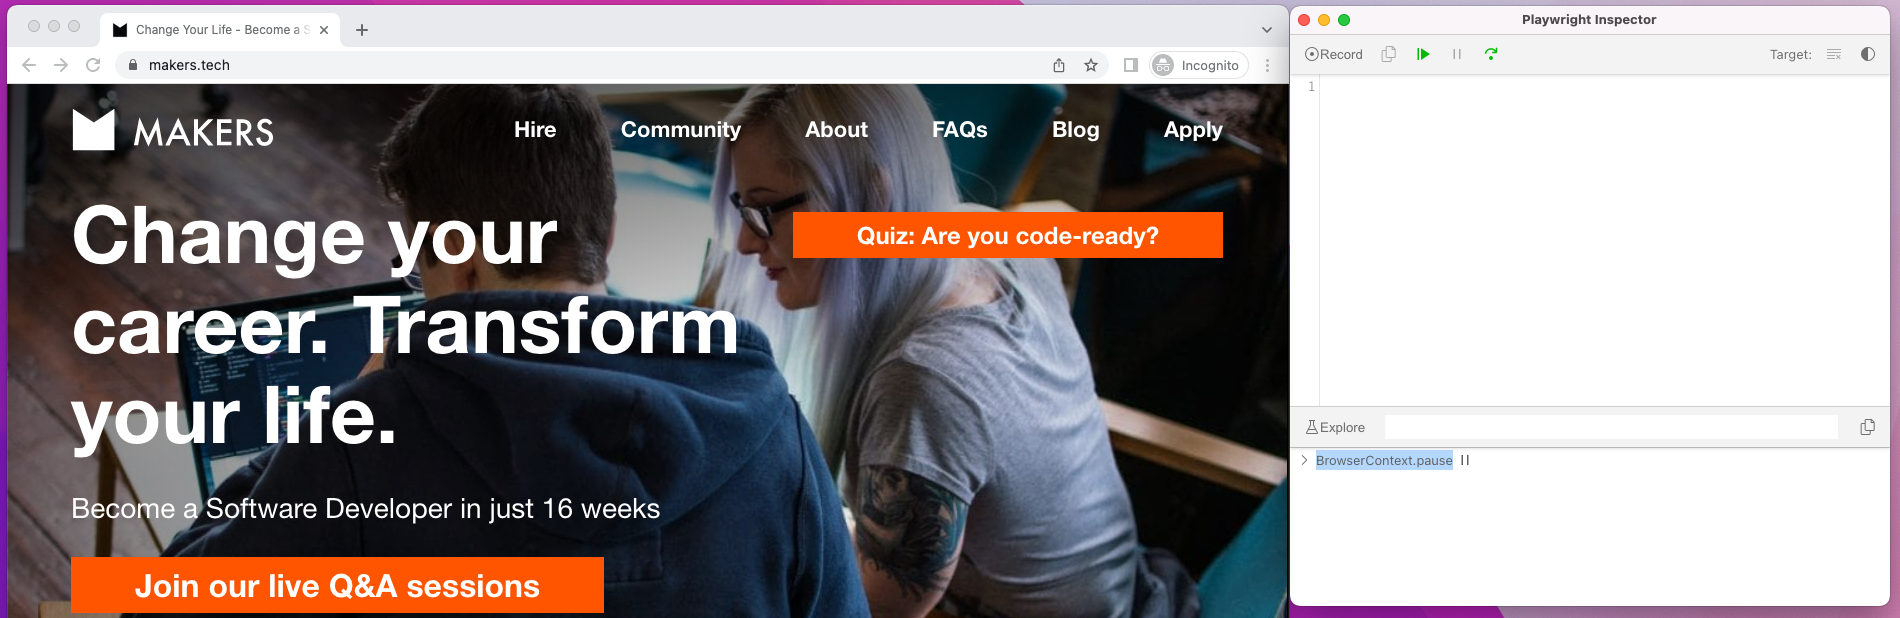 Change Your Life - Become a S
makers.tech
Incognito
MAKERS
Hire
Community
About
FAQs
Blog
Apply
Change your
career. Transform
your life.
Quiz: Are you code-ready?
Become a Software Developer in just 16 weeks
Join our live Q&A sessions
Playwright Inspector
Record
Target:
1
Explore
BrowserContext.pause